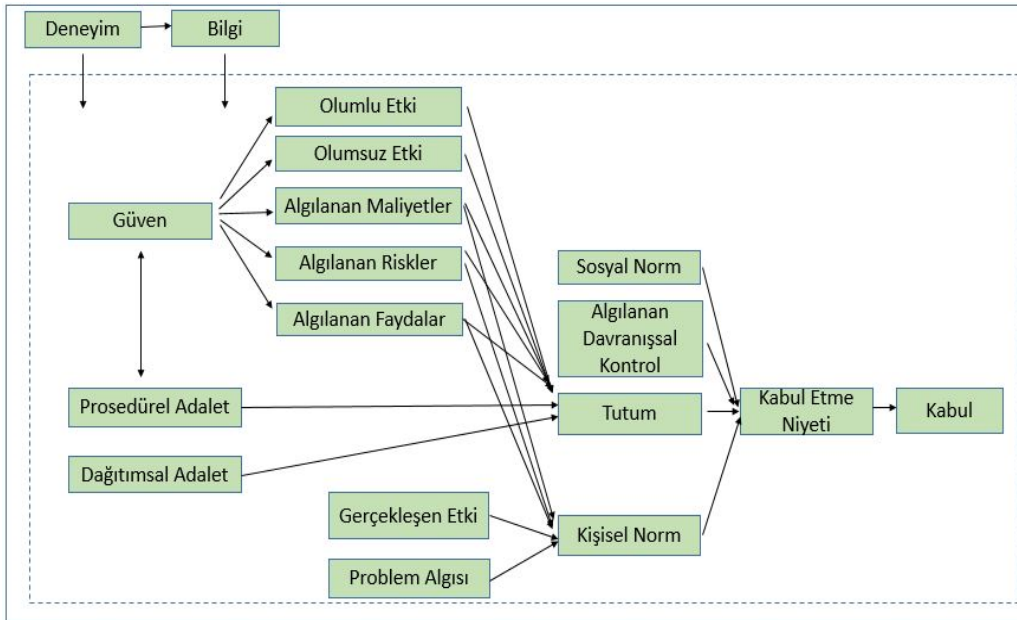 Deneyim
Bilgi
Olumlu Etki
Olumsuz Etki
Güven
Algılanan Maliyetler
Algılanan Riskler
Algılanan Faydalar
Sosyal Norm
Algılanan
Davranışsal
Kontrol
Prosedürel Adalet
Tutum
Kabul Etme
Niyeti
Kabul
Dağıtımsal Adalet
Gerçekleşen Etki
Kişisel Norm
Problem Algısı